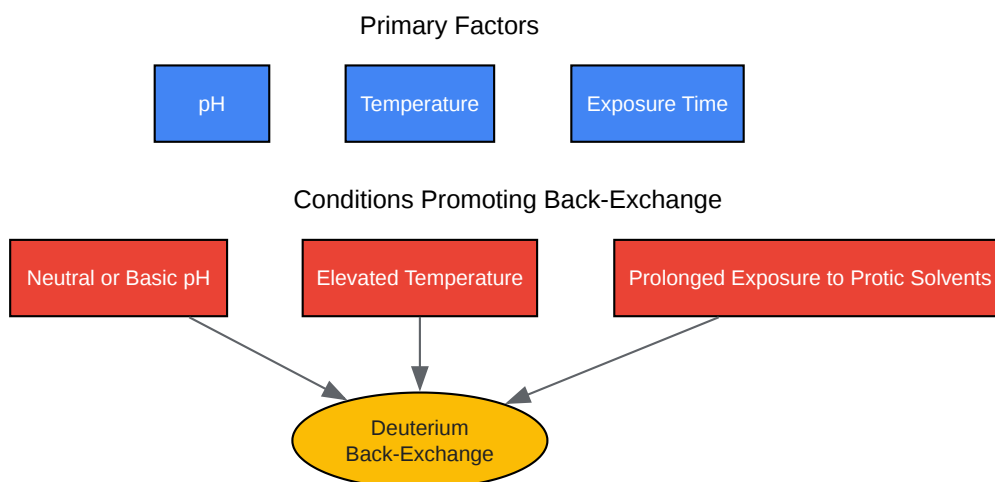 Primary Factors
pH
Temperature
Exposure Time
Conditions Promoting Back-Exchange
Neutral or Basic pH
Elevated Temperature
Prolonged Exposure to Protic Solvents
Deuterium
Back-Exchange